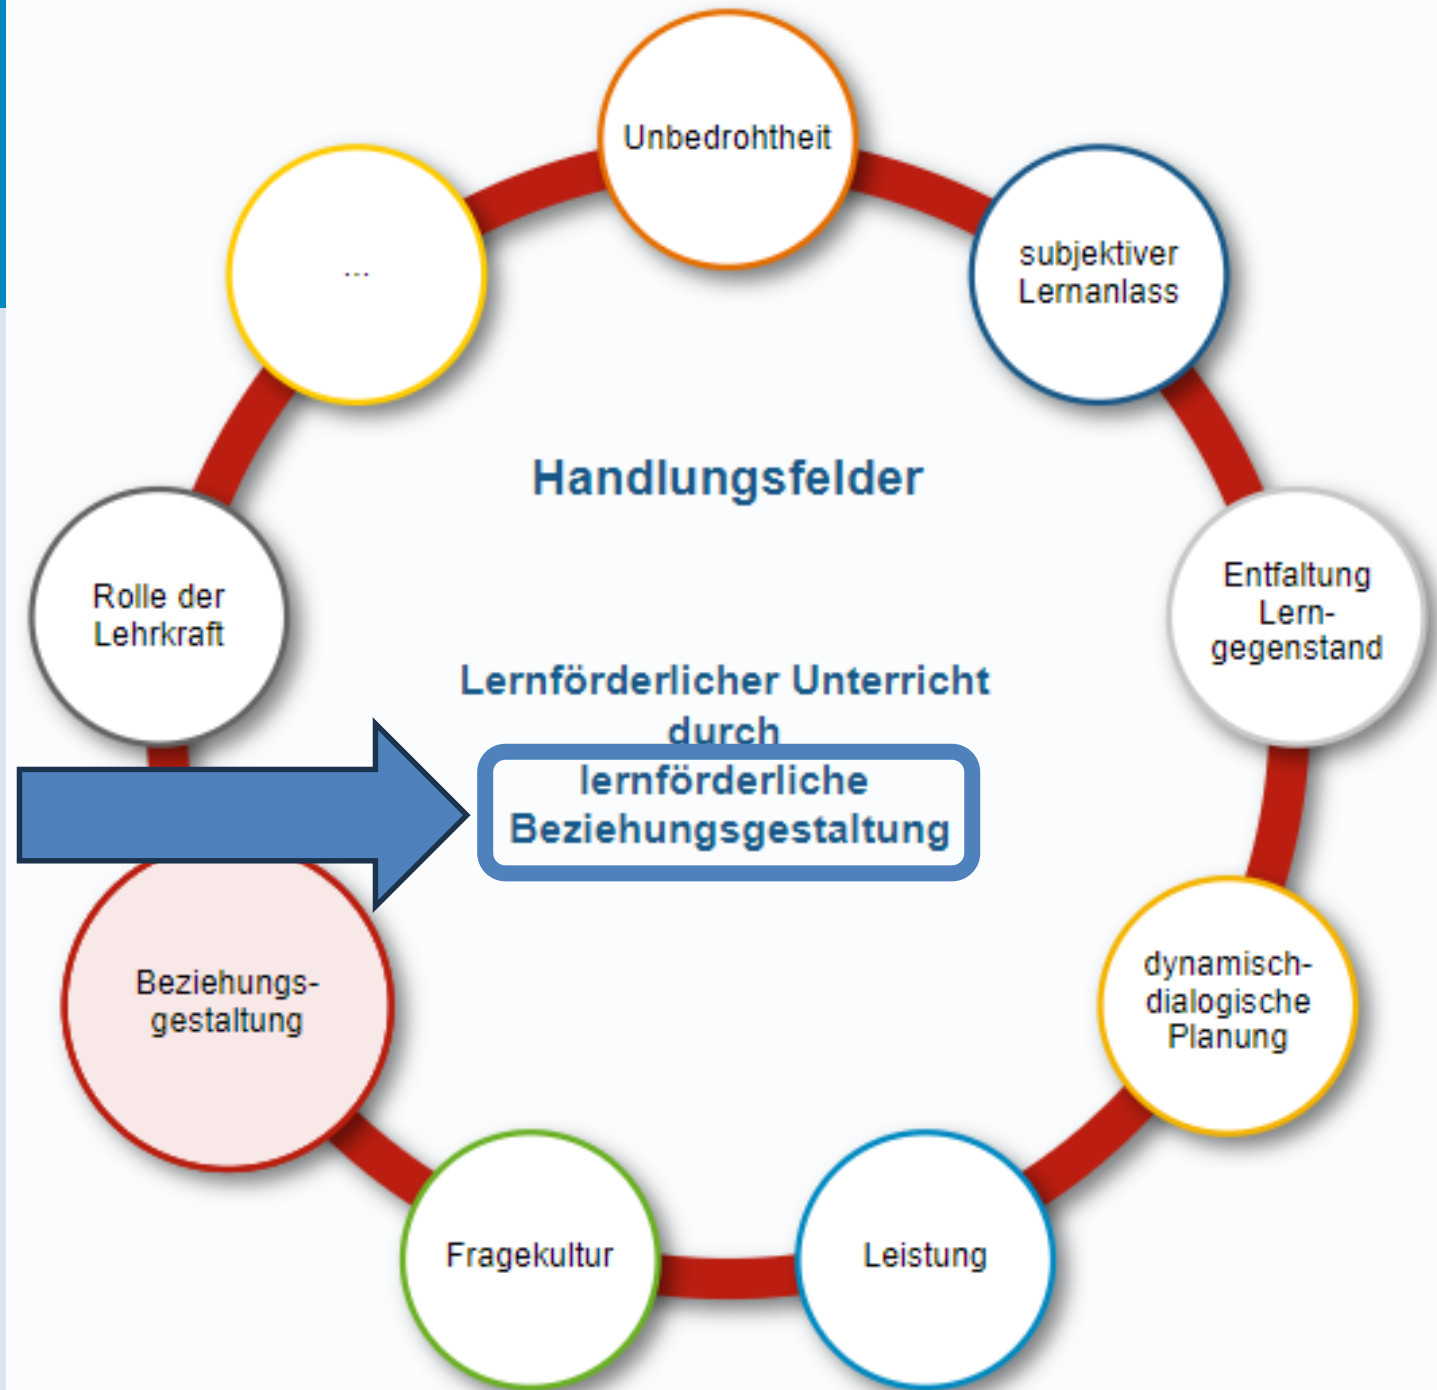 Unbedrohtheit
subjektiver
Lernanlass
Entfaltung
Lern-
gegenstand
dynamisch-
dialogische
Planung
Leistung
Fragekultur
Beziehungs-
gestaltung
Rolle der
Lehrkraft
...
Handlungsfelder
Lernförderlicher Unterricht
durch
lernförderliche
Beziehungsgestaltung